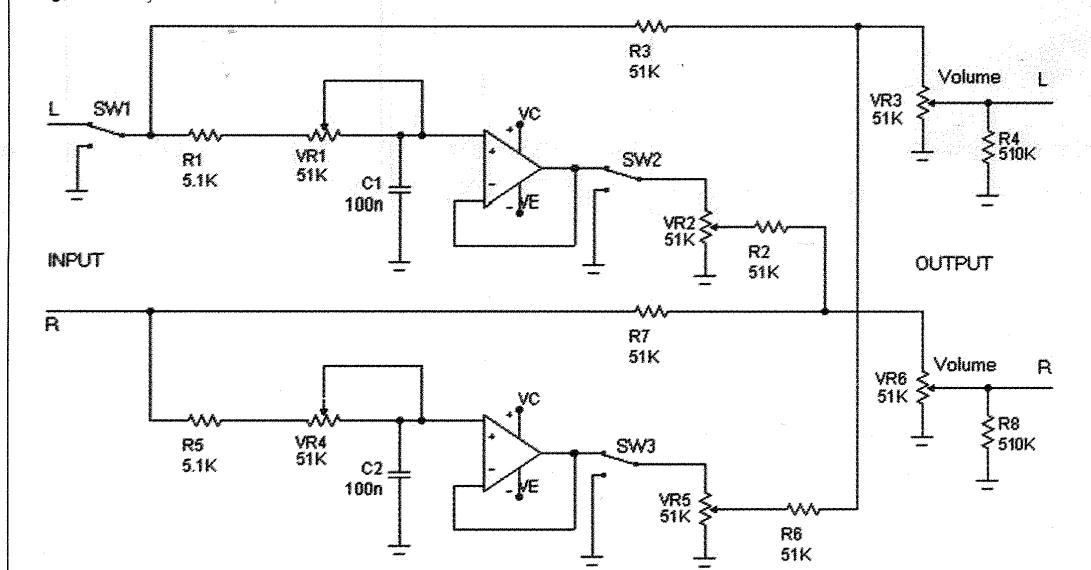 R3
51K
Volume
L
VR3
51K
R4
510K
L
SW1
R1
5.1K
VR1
51K
C1
100n
+
VC
+
-
-
VE
SW2
VR2
51K
R2
51K
INPUT
OUTPUT
R
R7
51K
Volume
R
VR6
51K
R8
510K
R5
5.1K
VR4
51K
C2
100n
+
VC
+
-
-
VE
SW3
VR5
51K
R6
51K